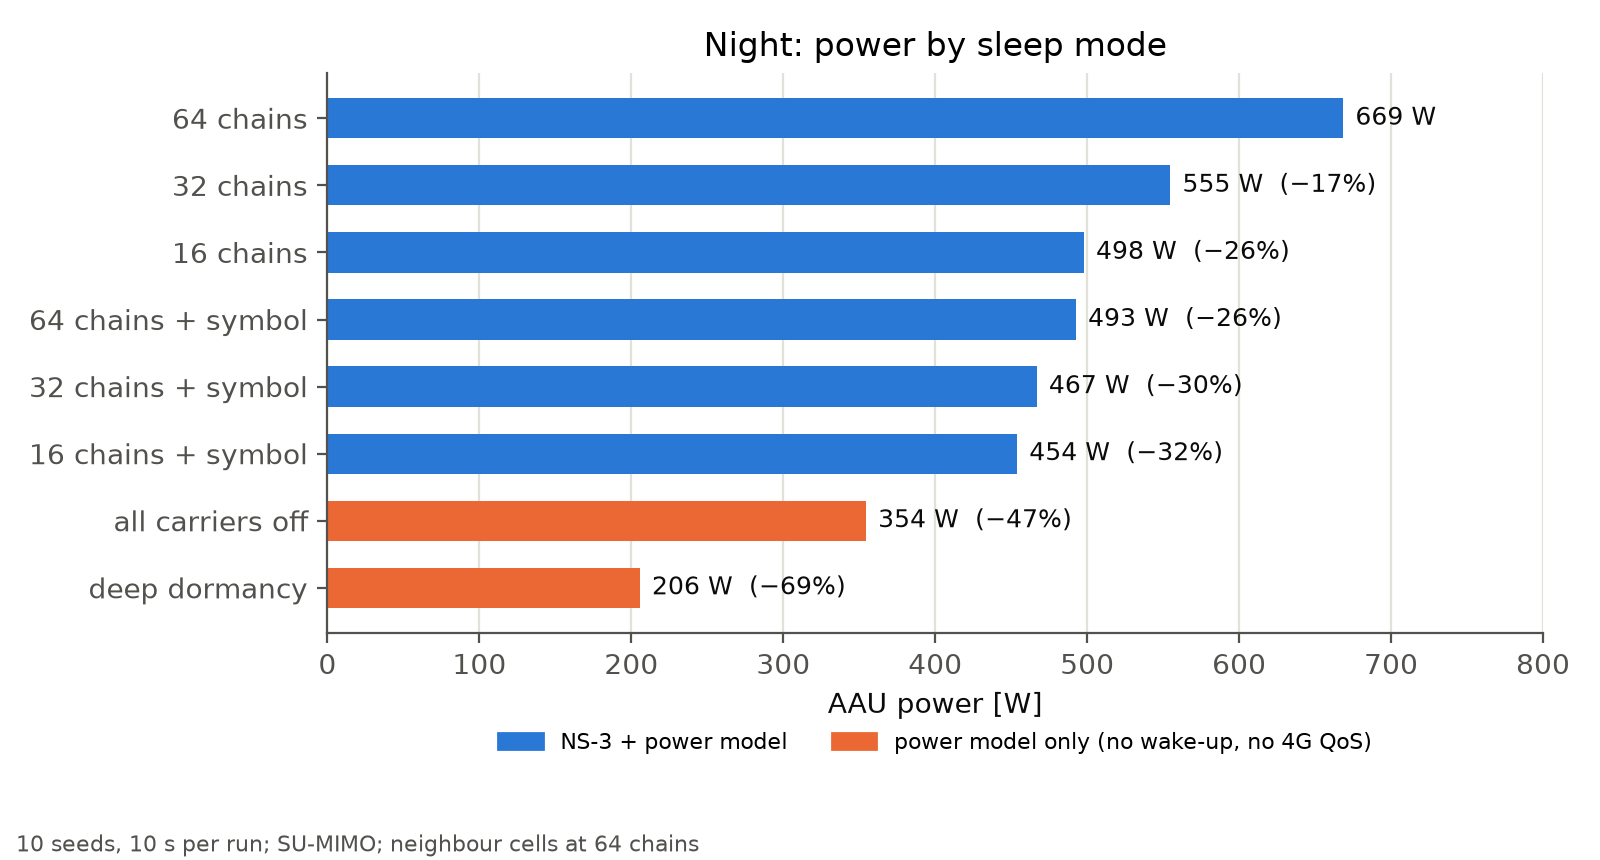 Night: power by sleep mode
64 chains 669 W
32 chains 555 W (−17%)
16 chains 498 W (−26%)
64 chains + symbol 493 W (−26%)
32 chains + symbol 467 W (−30%)
16 chains + symbol 454 W (−32%)
all carriers off 354 W (−47%)
deep dormancy 206 W (−69%)
0 100 200 300 400 500 600 700 800
AAU power [W]
NS-3 + power model power model only (no wake-up, no 4G QoS)
10 seeds, 10 s per run; SU-MIMO; neighbour cells at 64 chains